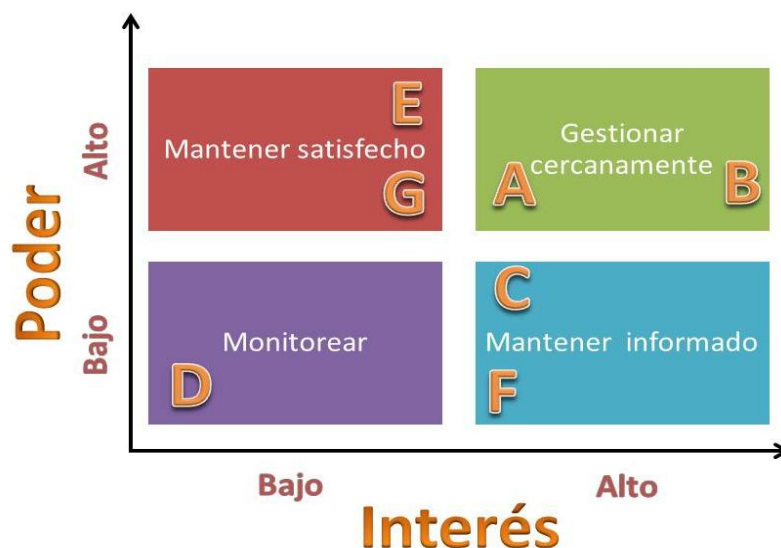 Poder
Alto
Bajo
E
Mantener satisfecho
G
Gestionar
cercanamente
A
B
Monitorear
D
C
Mantener informado
F
Bajo
Alto
Interés